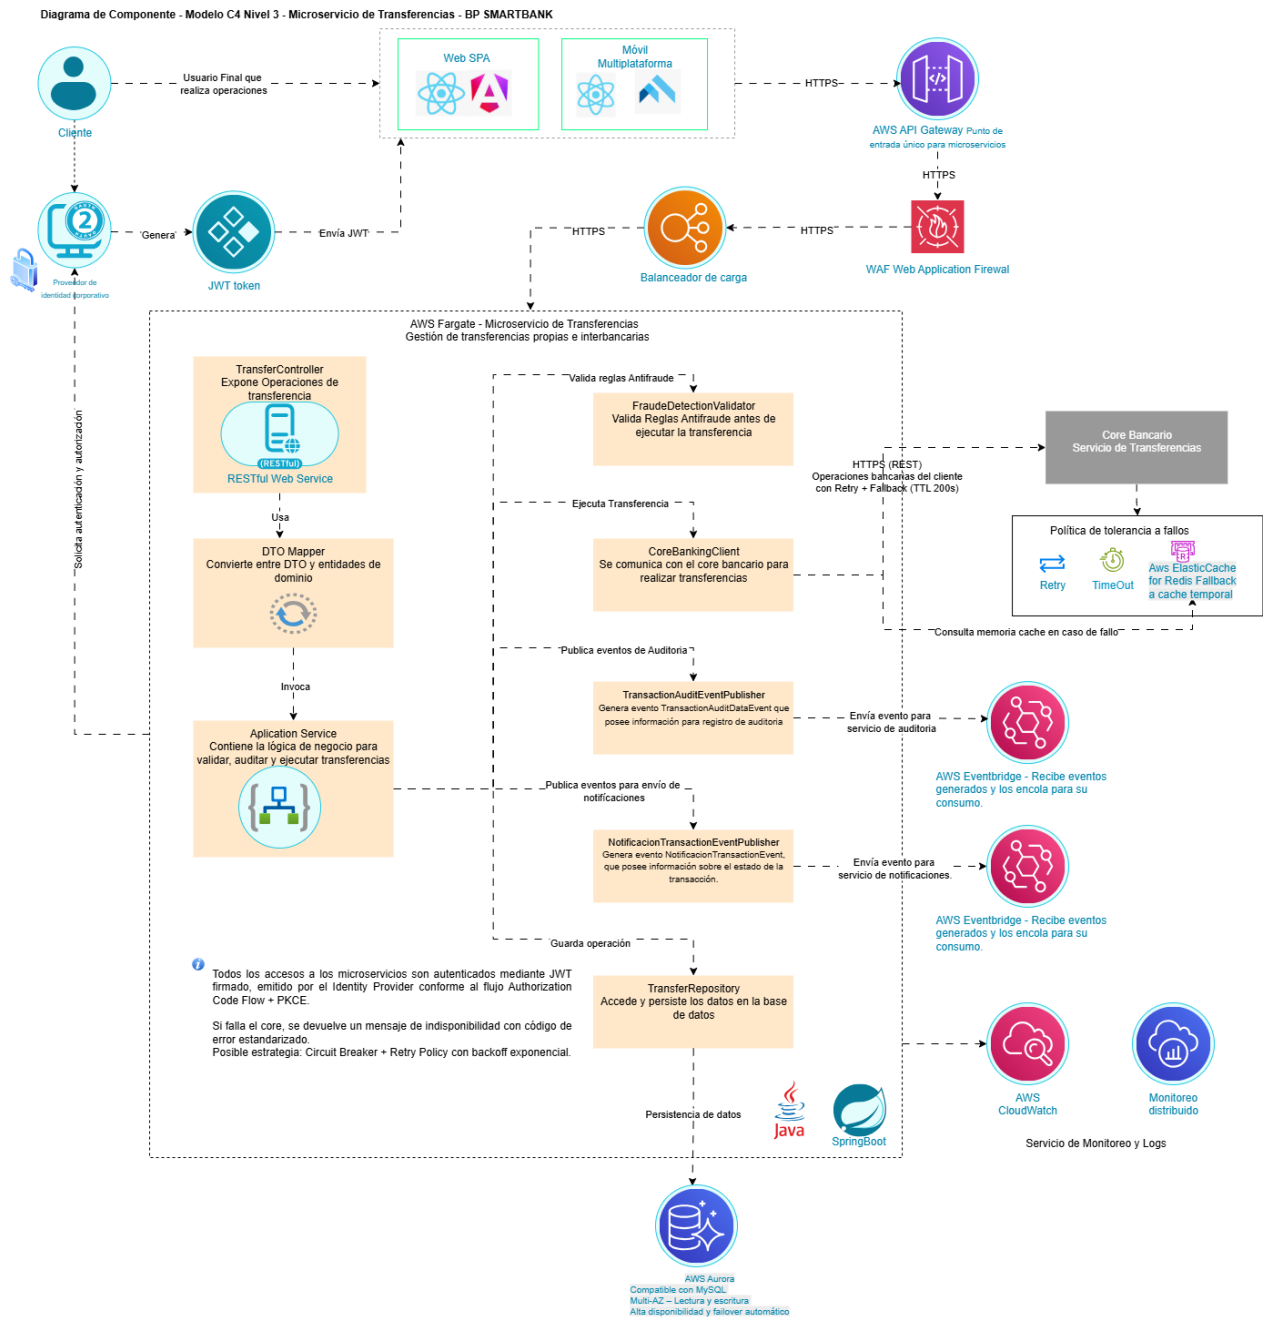 Diagrama de Componente - Modelo C4 Nivel 3 - Microservicio de Transferencias - BP SMARTBANK
Cliente
Usuario Final que
realiza operaciones
Web SPA
Móvil
Multiplataforma
HTTPS
AWS API Gateway Punto de
entrada único para microservicios
HTTPS
WAF Web Application Firewal
HTTPS
Balanceador de carga
HTTPS
2
Proveedor de
identidad corporativo
Genera
JWT token
Envía JWT
Solicita autenticación y autorización
AWS Fargate - Microservicio de Transferencias
Gestión de transferencias propias e interbancarias
TransferController
Expone Operaciones de
transferencia
(RESTful)
RESTful Web Service
Usa
DTO Mapper
Convierte entre DTO y entidades de
dominio
Invoca
Aplication Service
Contiene la lógica de negocio para
validar, auditar y ejecutar transferencias
Valida reglas Antifraude
FraudeDetectionValidator
Valida Reglas Antifraude antes de
ejecutar la transferencia
Ejecuta Transferencia
CoreBankingClient
Se comunica con el core bancario para
realizar transferencias
HTTPS (REST)
Operaciones bancarias del cliente
con Retry + Fallback (TTL 200s)
Core Bancario
Servicio de Transferencias
Política de tolerancia a fallos
Retry
TimeOut
R
Aws ElasticCache
for Redis Fallback
a cache temporal
Consulta memoria cache en caso de fallo
Publica eventos de Auditoria
TransactionAuditEventPublisher
Genera evento TransactionAuditDataEvent que
posee información para registro de auditoria
Envía evento para
servicio de auditoria
AWS Eventbridge - Recibe eventos
generados y los encola para su
consumo.
Publica eventos para envío de
notificaciones
NotificacionTransactionEventPublisher
Genera evento NotificacionTransactionEvent,
que posee información sobre el estado de la
transacción.
Envía evento para
servicio de notificaciones.
AWS Eventbridge - Recibe eventos
generados y los encola para su
consumo.
Guarda operación
TransferRepository
Accede y persiste los datos en la base
de datos
Todos los accesos a los microservicios son autenticados mediante JWT
firmado, emitido por el Identity Provider conforme al flujo Authorization
Code Flow + PKCE.
Si falla el core, se devuelve un mensaje de indisponibilidad con código de
error estandarizado.
Posible estrategia: Circuit Breaker + Retry Policy con backoff exponencial.
Persistencia de datos
Java
SpringBoot
AWS
CloudWatch
Monitoreo
distribuido
Servicio de Monitoreo y Logs
AWS Aurora
Compatible con MySQL
Multi-AZ – Lectura y escritura
Alta disponibilidad y failover automático